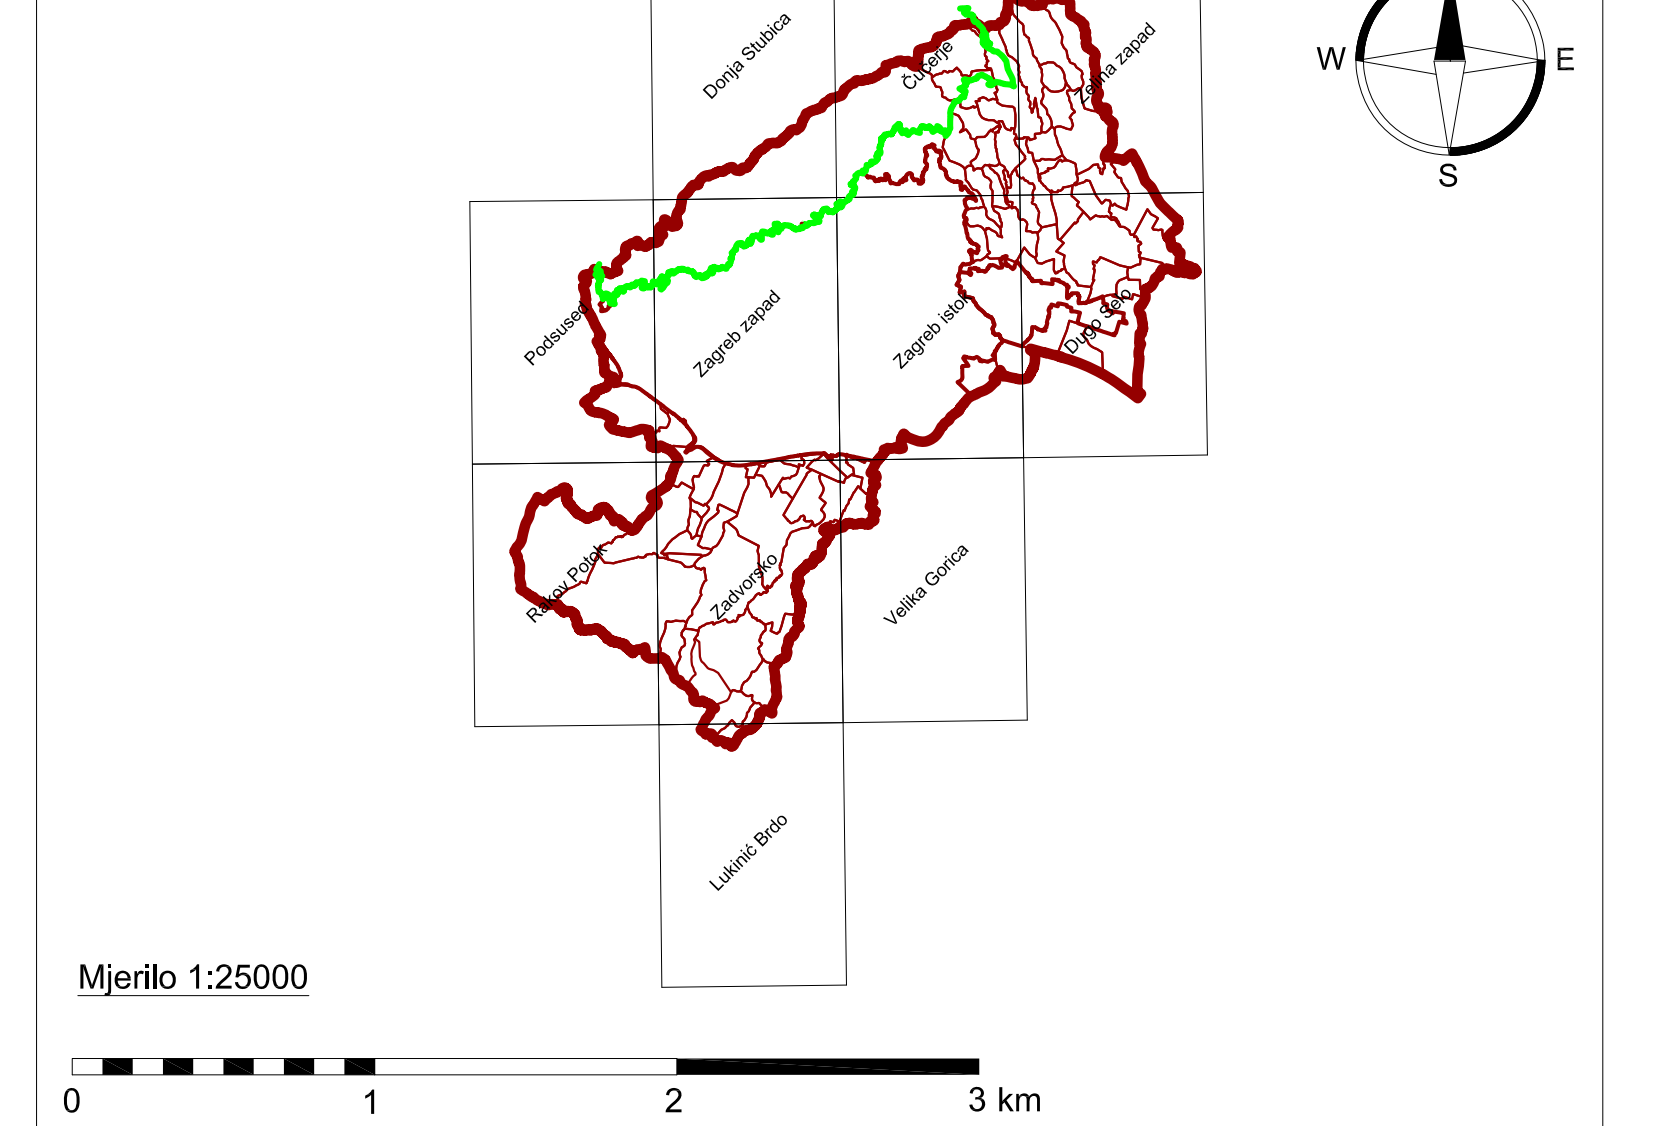 Donja Stubica
Čučerje
Zelina zapad
W
E
S
Podsused
Zagreb zapad
Zagreb istok
Dugo Selo
Rakov Potok
Zadvorsko
Velika Gorica
Lukinić Brdo
Mjerilo 1:25000
0 1 2 3 km